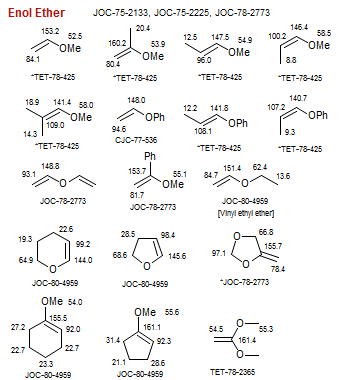 Enol Ether JOC-75-2133, JOC-75-2225, JOC-78-2773
153.2 52.5 OMe 84.1
20.4 160.2 53.9 OMe 80.4
12.5 147.5 54.9 OMe 96.0
100.2 146.4 58.5 OMe 8.8
*TET-78-425 *TET-78-425 *TET-78-425 *TET-78-425
18.9 141.4 58.0 OMe 109.0 14.3
148.0 OPh 94.6
12.2 141.8 OPh 108.1
140.7 107.2 OPh 9.3
*TET-78-425 CJC-77-536 *TET-78-425 *TET-78-425
148.8 93.1 O
Ph 153.7 55.1 OMe 81.7
151.4 62.4 84.7 O 13.6
JOC-78-2773 JOC-78-2773 JOC-80-4959
[Vinyl ethyl ether]
22.6 19.3 99.2 64.9 O 144.0
28.5 98.4 68.6 O 145.6
O 66.8 97.1 155.7 O 78.4
JOC-80-4959 JOC-80-4959 *JOC-78-2773
OMe 54.0 155.5 27.2 92.0 22.7 22.7 23.3
OMe 55.6 161.1 31.4 92.3 21.1 28.6
54.5 O 55.3 161.4 O
JOC-80-4959 JOC-80-4959 TET-78-2365